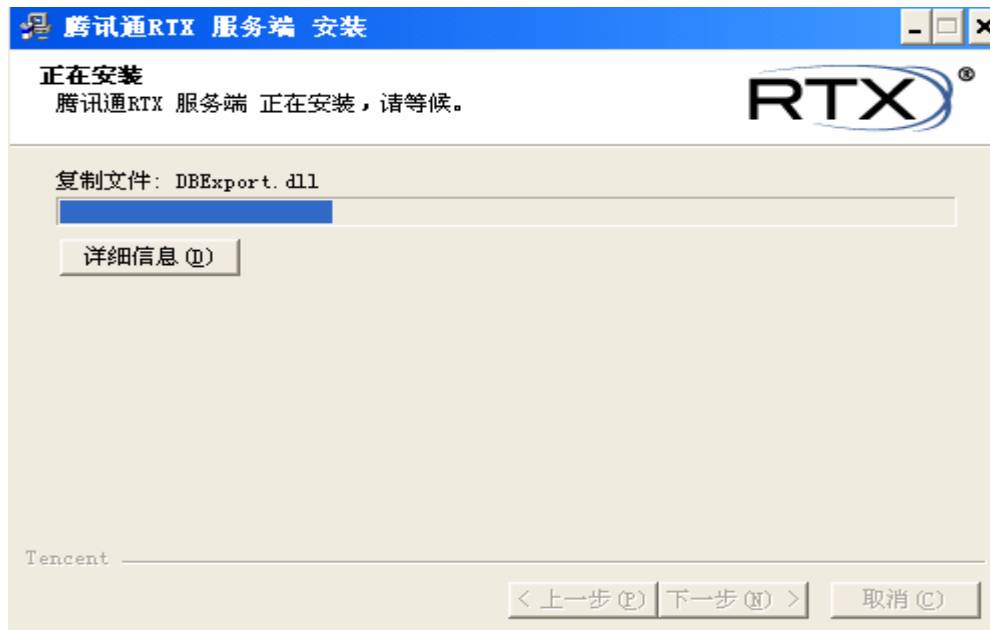 腾讯通RTX 服务端 安装
正在安装
腾讯通RTX 服务端 正在安装，请等候。
RTX®
复制文件: DBExport.dll
详细信息(D)
Tencent
< 上一步(P) 下一步(N) > 取消(C)